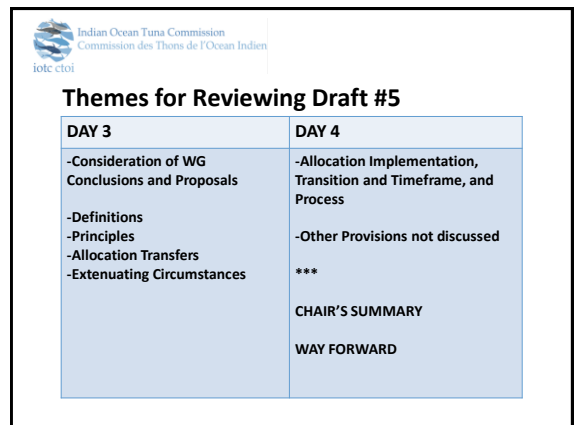 Indian Ocean Tuna Commission
Commission des Thons de l'Ocean Indien
iotc ctoi
Themes for Reviewing Draft #5
DAY 3
-Consideration of WG
Conclusions and Proposals
-Definitions
-Principles
-Allocation Transfers
-Extenuating Circumstances
DAY 4
-Allocation Implementation,
Transition and Timeframe, and
Process
-Other Provisions not discussed
***
CHAIR'S SUMMARY
WAY FORWARD